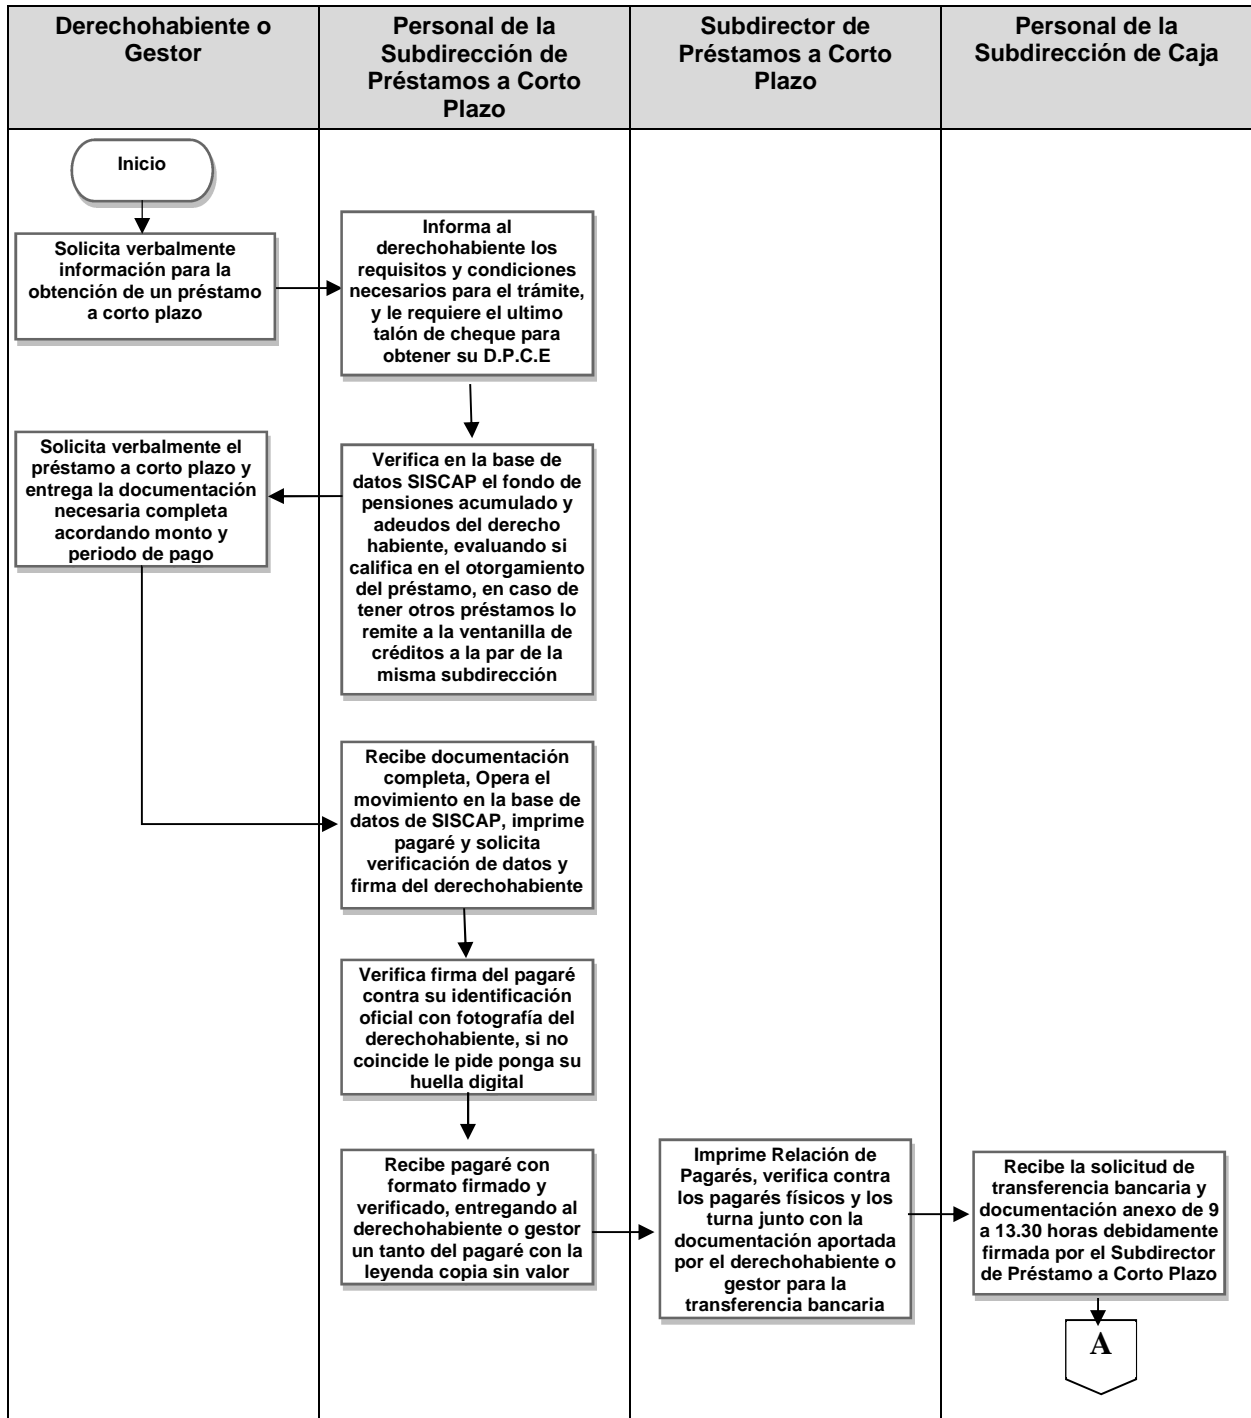 Derechohabiente o
Gestor
Personal de la
Subdirección de
Préstamos a Corto
Plazo
Subdirector de
Préstamos a Corto
Plazo
Personal de la
Subdirección de Caja
Inicio
Solicita verbalmente
información para la
obtención de un préstamo
a corto plazo
Informa al
derechohabiente los
requisitos y condiciones
necesarios para el trámite,
y le requiere el ultimo
talón de cheque para
obtener su D.P.C.E
Solicita verbalmente el
préstamo a corto plazo y
entrega la documentación
necesaria completa
acordando monto y
periodo de pago
Verifica en la base de
datos SISCAP el fondo de
pensiones acumulado y
adeudos del derecho
habiente, evaluando si
califica en el otorgamiento
del préstamo, en caso de
tener otros préstamos lo
remite a la ventanilla de
créditos a la par de la
misma subdirección
Recibe documentación
completa, Opera el
movimiento en la base de
datos de SISCAP, imprime
pagaré y solicita
verificación de datos y
firma del derechohabiente
Verifica firma del pagaré
contra su identificación
oficial con fotografía del
derechohabiente, si no
coincide le pide ponga su
huella digital
Recibe pagaré con
formato firmado y
verificado, entregando al
derechohabiente o gestor
un tanto del pagaré con la
leyenda copia sin valor
Imprime Relación de
Pagarés, verifica contra
los pagarés físicos y los
turna junto con la
documentación aportada
por el derechohabiente o
gestor para la
transferencia bancaria
Recibe la solicitud de
transferencia bancaria y
documentación anexo de 9
a 13.30 horas debidamente
firmada por el Subdirector
de Préstamo a Corto Plazo
A